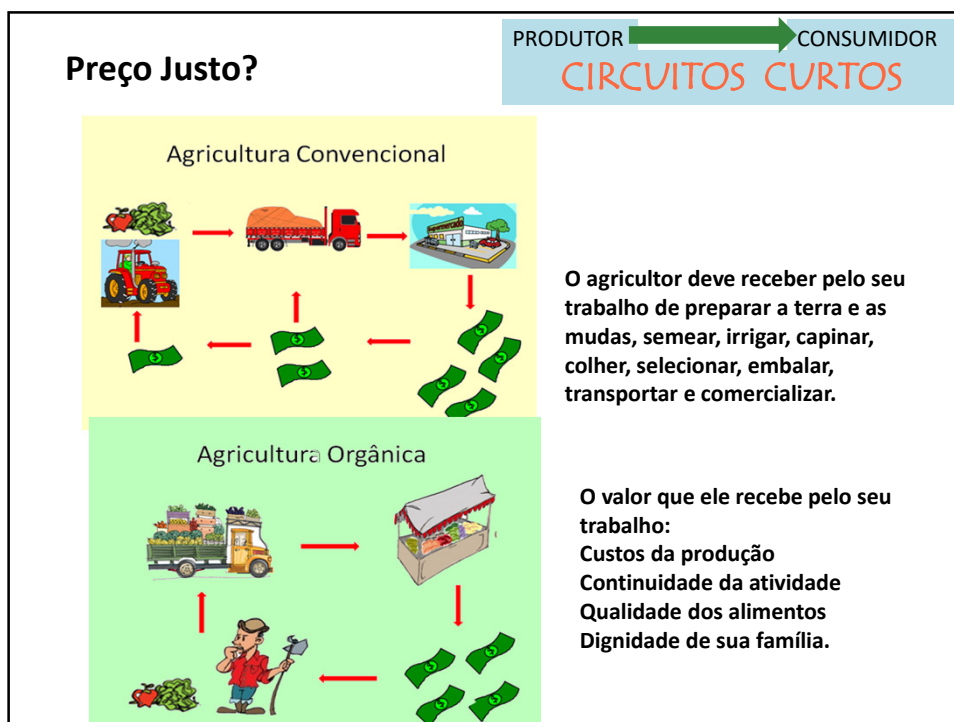 Preço Justo?
PRODUTOR CONSUMIDOR
CIRCUITOS CURTOS
Agricultura Convencional
Supermercado
O agricultor deve receber pelo seu
trabalho de preparar a terra e as
mudas, semear, irrigar, capinar,
colher, selecionar, embalar,
transportar e comercializar.
Agricultura Orgânica
O valor que ele recebe pelo seu
trabalho:
Custos da produção
Continuidade da atividade
Qualidade dos alimentos
Dignidade de sua família.